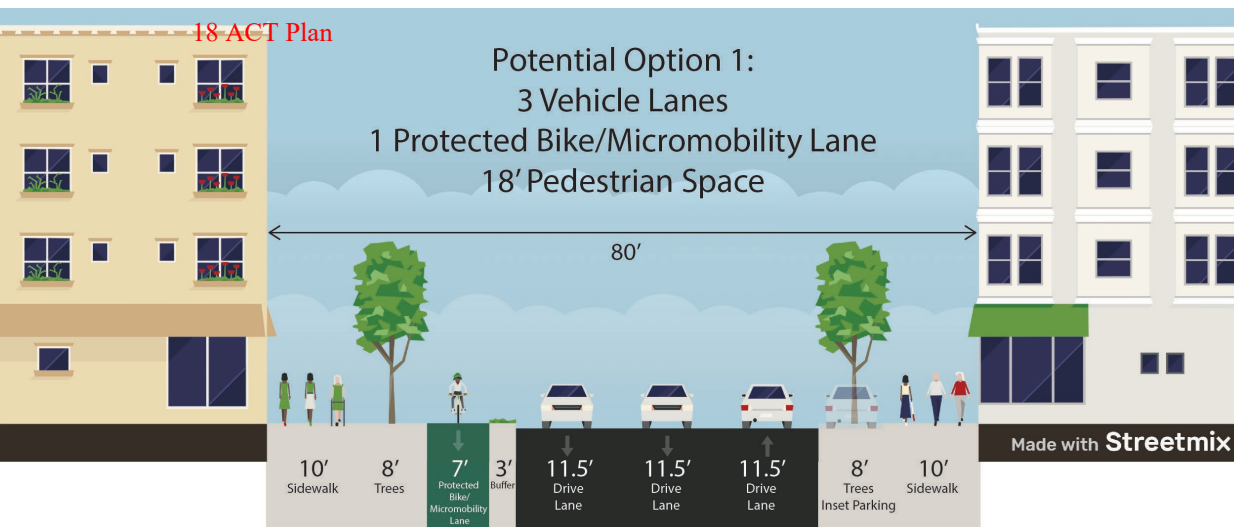 18 ACT Plan
Potential Option 1:
3 Vehicle Lanes
1 Protected Bike/Micromobility Lane
18’ Pedestrian Space
80’
10’
Sidewalk
8’
Trees
7’
Protected
Bike/
Micromobility
Lane
3’
Buffer
11.5’
Drive
Lane
11.5’
Drive
Lane
11.5’
Drive
Lane
8’
Trees
Inset Parking
10’
Sidewalk
Made with Streetmix